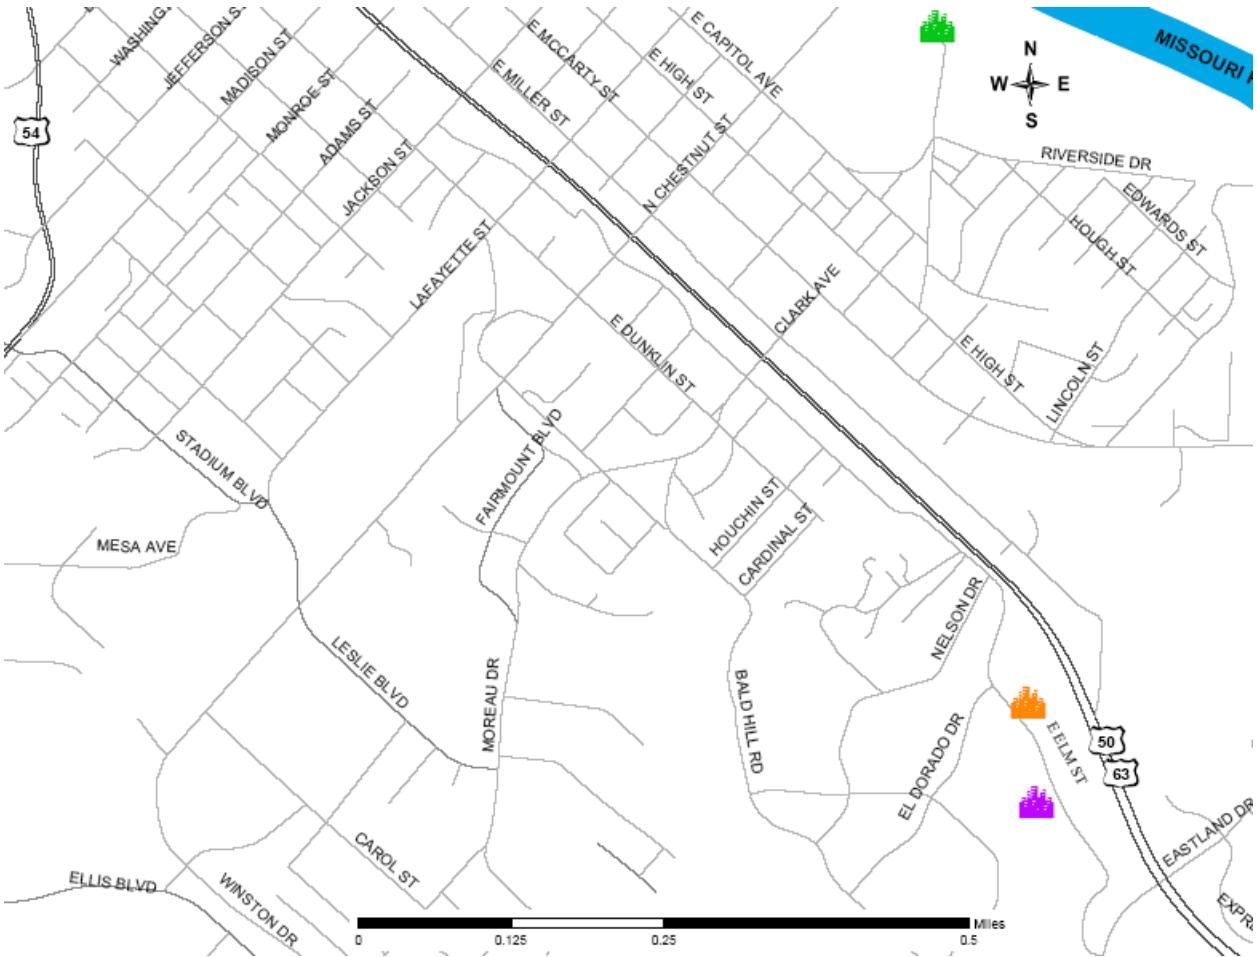 WASHING
JEFFERSON S
MADISON ST
MONROE ST
ADAMS ST
JACKSON ST
LAFAYETTE ST
E MCCARTY ST
E MILLER ST
E HIGH ST
E CAPITOL AVE
N CHESTNUT ST
MISSOURI
N
W E
S
54
RIVERSIDE DR
EDWARDS ST
HOUGH ST
CLARK AVE
E DUNKLIN ST
E HIGH ST
LINCOLN ST
STADIUM BLVD
FAIRMOUNT BLVD
HOUCHIN ST
CARDINAL ST
MESA AVE
NELSON DR
LESLIE BLVD
MOREAU DR
BALD HILL RD
EL DORADO DR
E ELM ST
50
63
EASTLAND DR
EXPRE
CAROL ST
ELLIS BLVD
WINSTON DR
Miles
0 0.125 0.25 0.5